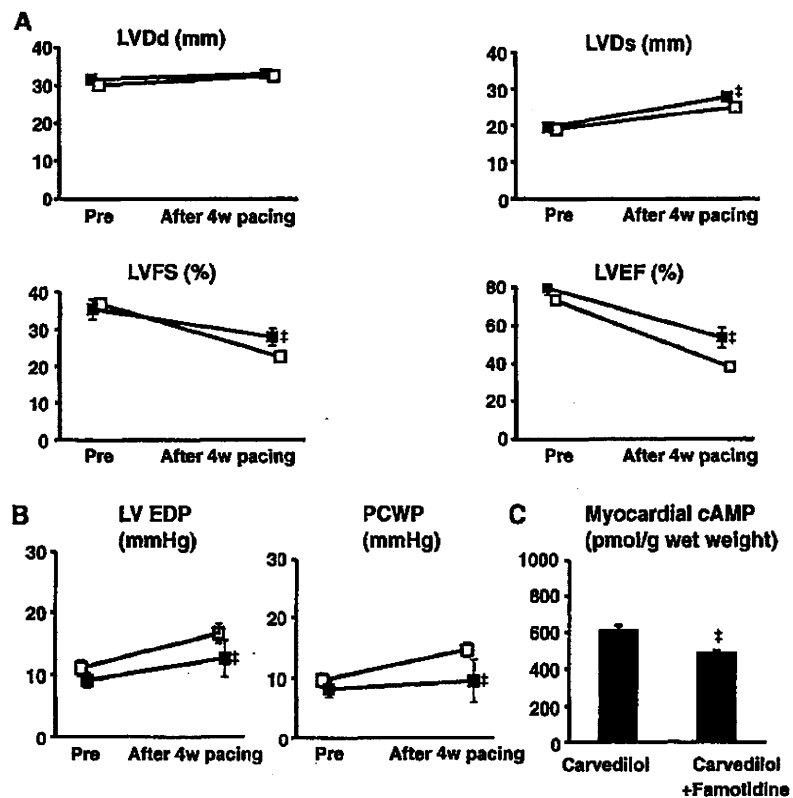 A
LVDd (mm)
40
30
20
10
0
Pre
After 4w pacing
LVDs (mm)
40
30
20
10
0
‡
Pre
After 4w pacing
LVFS (%)
40
30
20
10
0
‡
Pre
After 4w pacing
LVEF (%)
80
60
40
20
0
‡
Pre
After 4w pacing
B
LV EDP
(mmHg)
30
20
10
0
‡
Pre
After 4w pacing
PCWP
(mmHg)
30
20
10
0
‡
Pre
After 4w pacing
C
Myocardial cAMP
(pmol/g wet weight)
1000
800
600
400
200
0
‡
Carvedilol
Carvedilol
+Famotidine